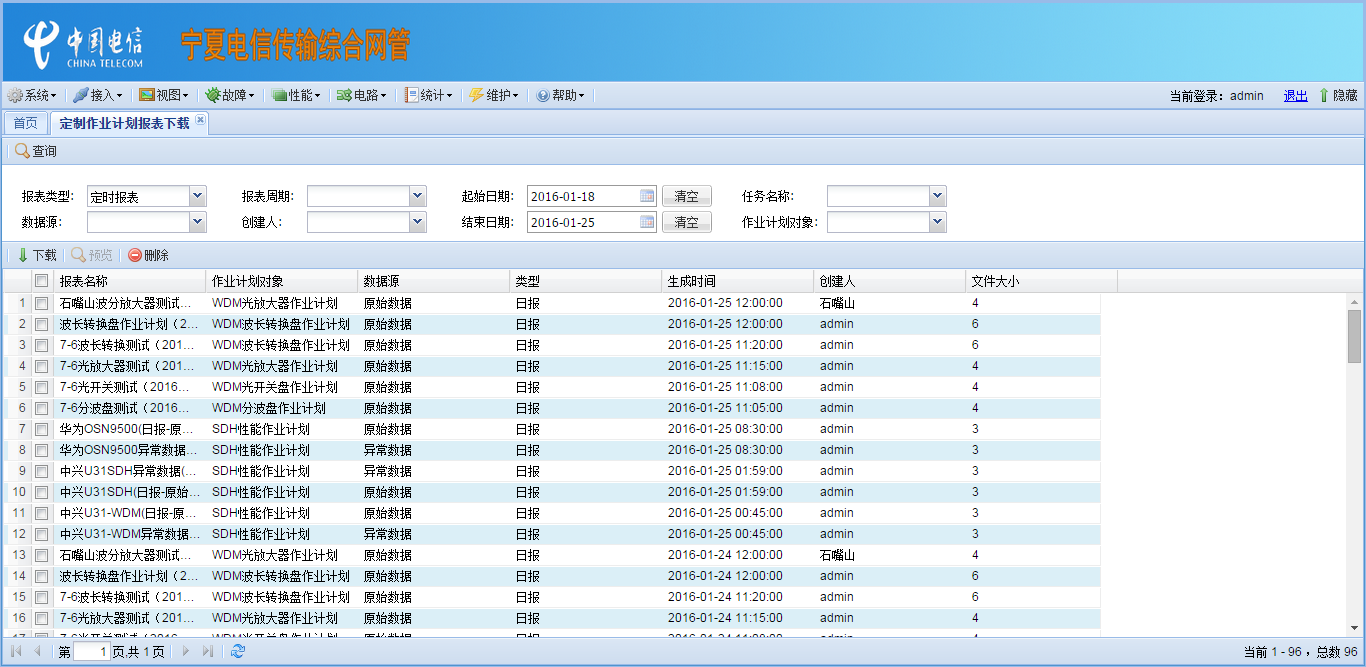 中国电信 CHINA TELECOM 宁夏电信传输综合网管
系统 接入 视图 故障 性能 电路 统计 维护 帮助 当前登录：admin 退出 隐藏
首页 定制作业计划报表下载
查询
报表类型: 定时报表 报表周期: 起始日期: 2016-01-18 清空 任务名称:
数据源: 创建人: 结束日期: 2016-01-25 清空 作业计划对象:
下载 预览 删除
报表名称 作业计划对象 数据源 类型 生成时间 创建人 文件大小
1 石嘴山波分放大器测试... WDM光放大器作业计划 原始数据 日报 2016-01-25 12:00:00 石嘴山 4
2 波长转换盘作业计划（2... WDM波长转换盘作业计划 原始数据 日报 2016-01-25 12:00:00 admin 6
3 7-6波长转换测试（201... WDM波长转换盘作业计划 原始数据 日报 2016-01-25 11:20:00 admin 6
4 7-6光放大器测试（201... WDM光放大器作业计划 原始数据 日报 2016-01-25 11:15:00 admin 4
5 7-6光开关测试（2016... WDM光开关盘作业计划 原始数据 日报 2016-01-25 11:08:00 admin 4
6 7-6分波盘测试（2016... WDM分波盘作业计划 原始数据 日报 2016-01-25 11:05:00 admin 4
7 华为OSN9500(日报-原... SDH性能作业计划 原始数据 日报 2016-01-25 08:30:00 admin 3
8 华为OSN9500异常数据... SDH性能作业计划 异常数据 日报 2016-01-25 08:30:00 admin 3
9 中兴U31SDH异常数据(... SDH性能作业计划 异常数据 日报 2016-01-25 01:59:00 admin 3
10 中兴U31SDH(日报-原始... SDH性能作业计划 原始数据 日报 2016-01-25 01:59:00 admin 3
11 中兴U31-WDM(日报-原... SDH性能作业计划 原始数据 日报 2016-01-25 00:45:00 admin 3
12 中兴U31-WDM异常数据... SDH性能作业计划 异常数据 日报 2016-01-25 00:45:00 admin 3
13 石嘴山波分放大器测试... WDM光放大器作业计划 原始数据 日报 2016-01-24 12:00:00 石嘴山 4
14 波长转换盘作业计划（2... WDM波长转换盘作业计划 原始数据 日报 2016-01-24 12:00:00 admin 6
15 7-6波长转换测试（201... WDM波长转换盘作业计划 原始数据 日报 2016-01-24 11:20:00 admin 6
16 7-6光放大器测试（201... WDM光放大器作业计划 原始数据 日报 2016-01-24 11:15:00 admin 4
第 1 页,共 1 页 当前 1 - 96 ，总数 96